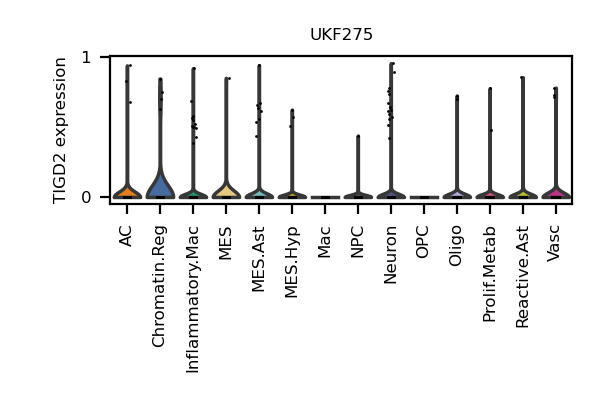 UKF275
TIGD2 expression
1
0
AC
Chromatin.Reg
Inflammatory.Mac
MES
MES.Ast
MES.Hyp
Mac
NPC
Neuron
OPC
Oligo
Prolif.Metab
Reactive.Ast
Vasc